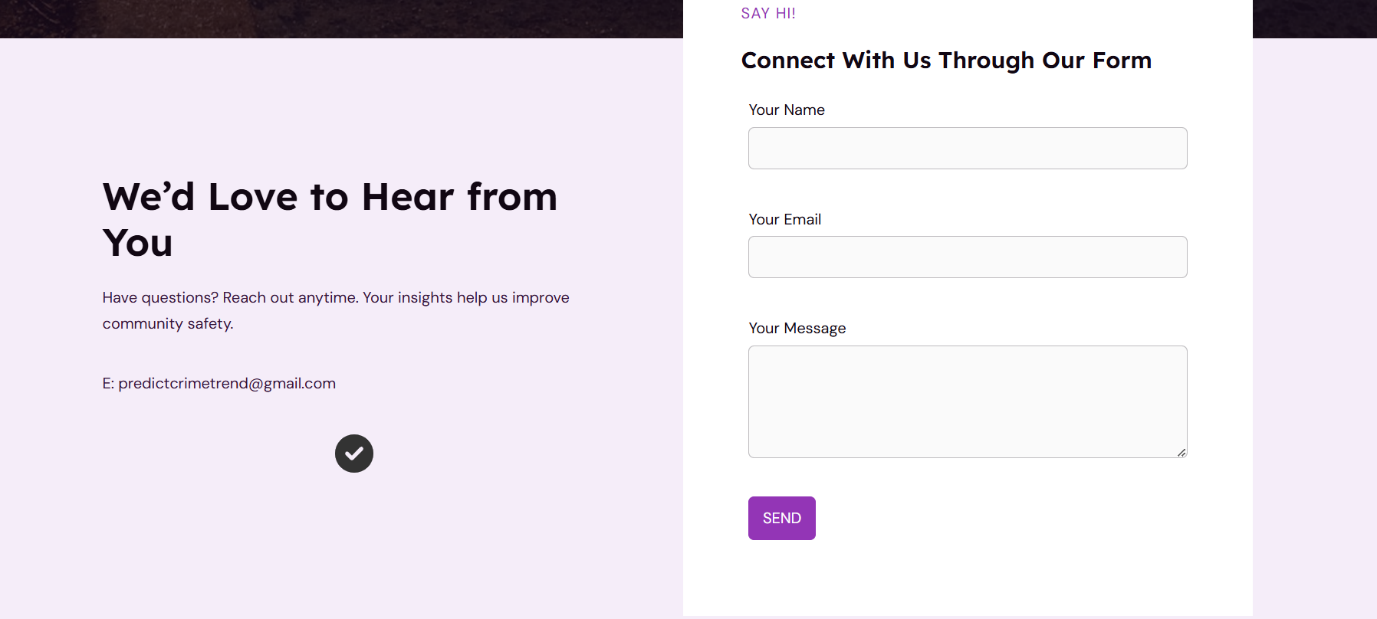 SAY HI!
Connect With Us Through Our Form
Your Name
Your Email
We’d Love to Hear from
You
Have questions? Reach out anytime. Your insights help us improve
community safety.
Your Message
E: predictcrimetrend@gmail.com
SEND